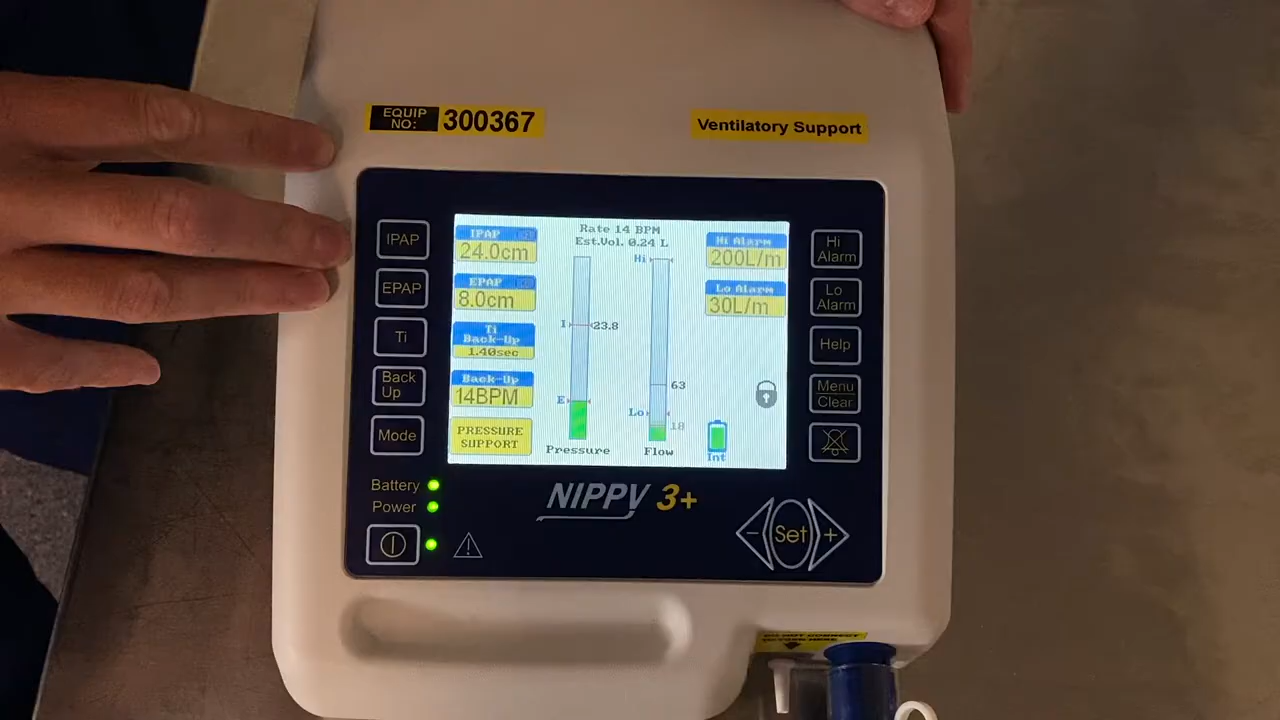 EQUIP NO: 300367
Ventilatory Support
IPAP
EPAP
Ti
Back Up
Mode
IPAP
24.0cm
EPAP
8.0cm
Ti
Back-Up
1.40sec
Back-Up
14BPM
PRESSURE
SUPPORT
Rate 14 BPM
Est.Vol. 0.24 L
I 23.8
E
Pressure
Hi
63
Lo
18
Flow
Hi Alarm
200L/m
Lo Alarm
30L/m
Int
Hi
Alarm
Lo
Alarm
Help
Menu
Clear
Battery
Power
NIPPY 3+
- Set +
DO NOT CONNECT